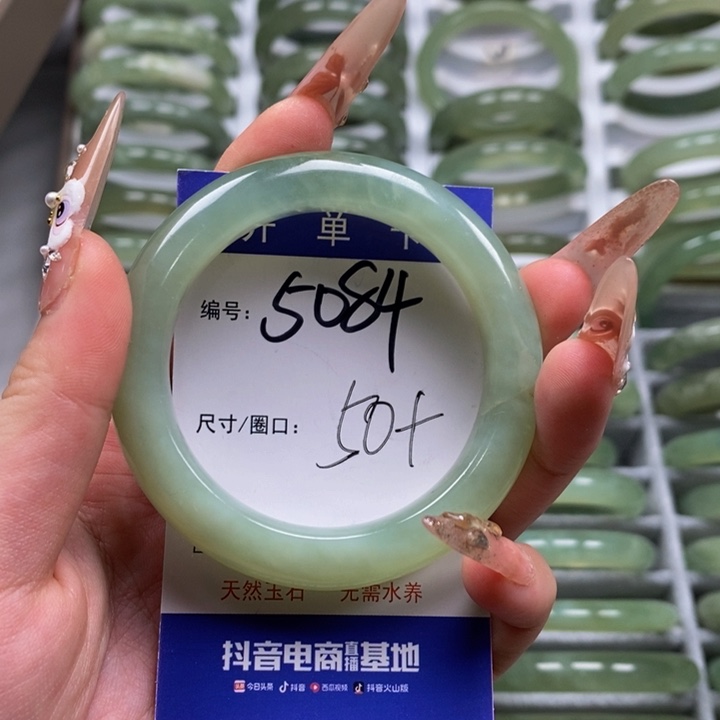 开单卡
编号：5084
尺寸/圈口：50+
天然玉石 无需水养
抖音电商直播基地
今日头条 抖音 西瓜视频 抖音火山版